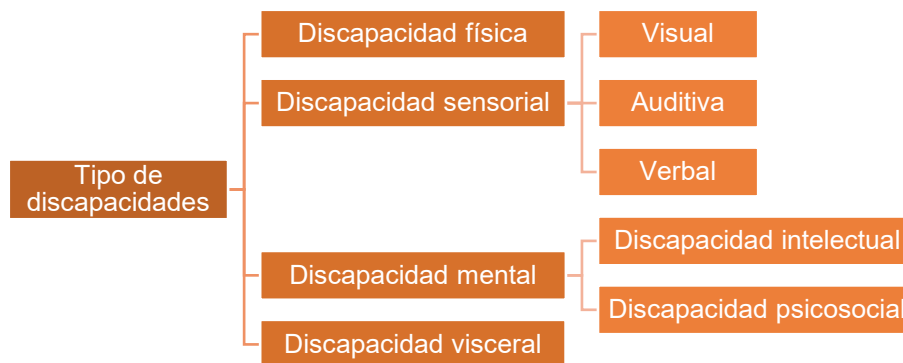 Tipo de
discapacidades
Discapacidad física
Discapacidad sensorial
Visual
Auditiva
Verbal
Discapacidad mental
Discapacidad intelectual
Discapacidad psicosocial
Discapacidad visceral